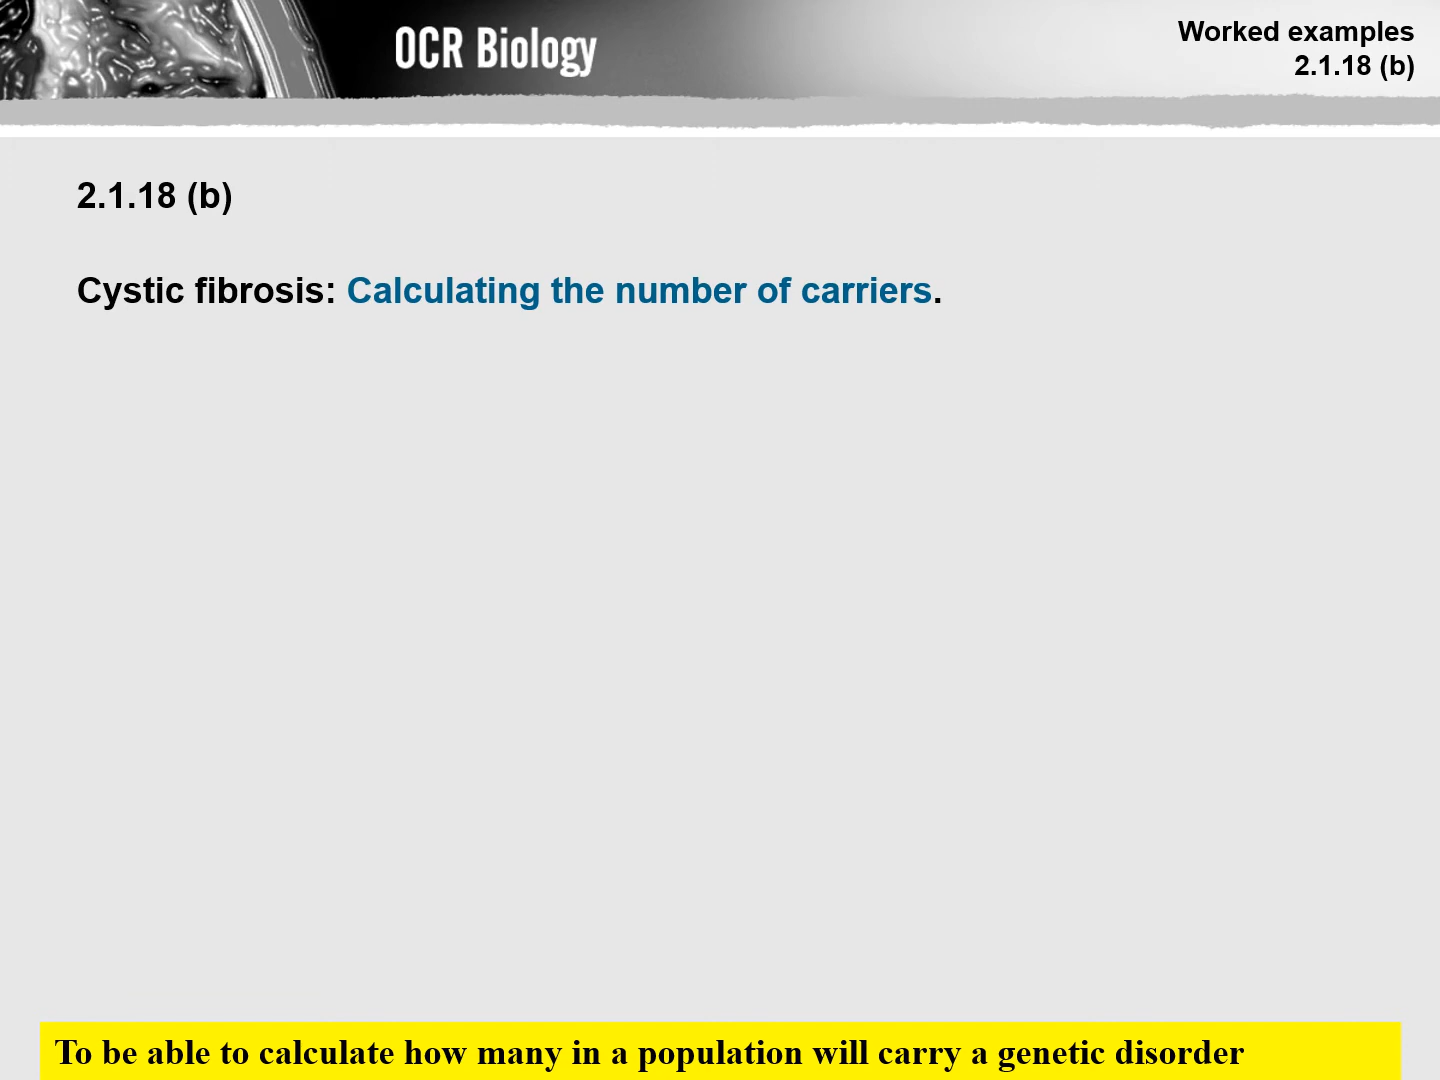 OCR Biology
Worked examples
2.1.18 (b)
2.1.18 (b)
Cystic fibrosis: Calculating the number of carriers.
To be able to calculate how many in a population will carry a genetic disorder